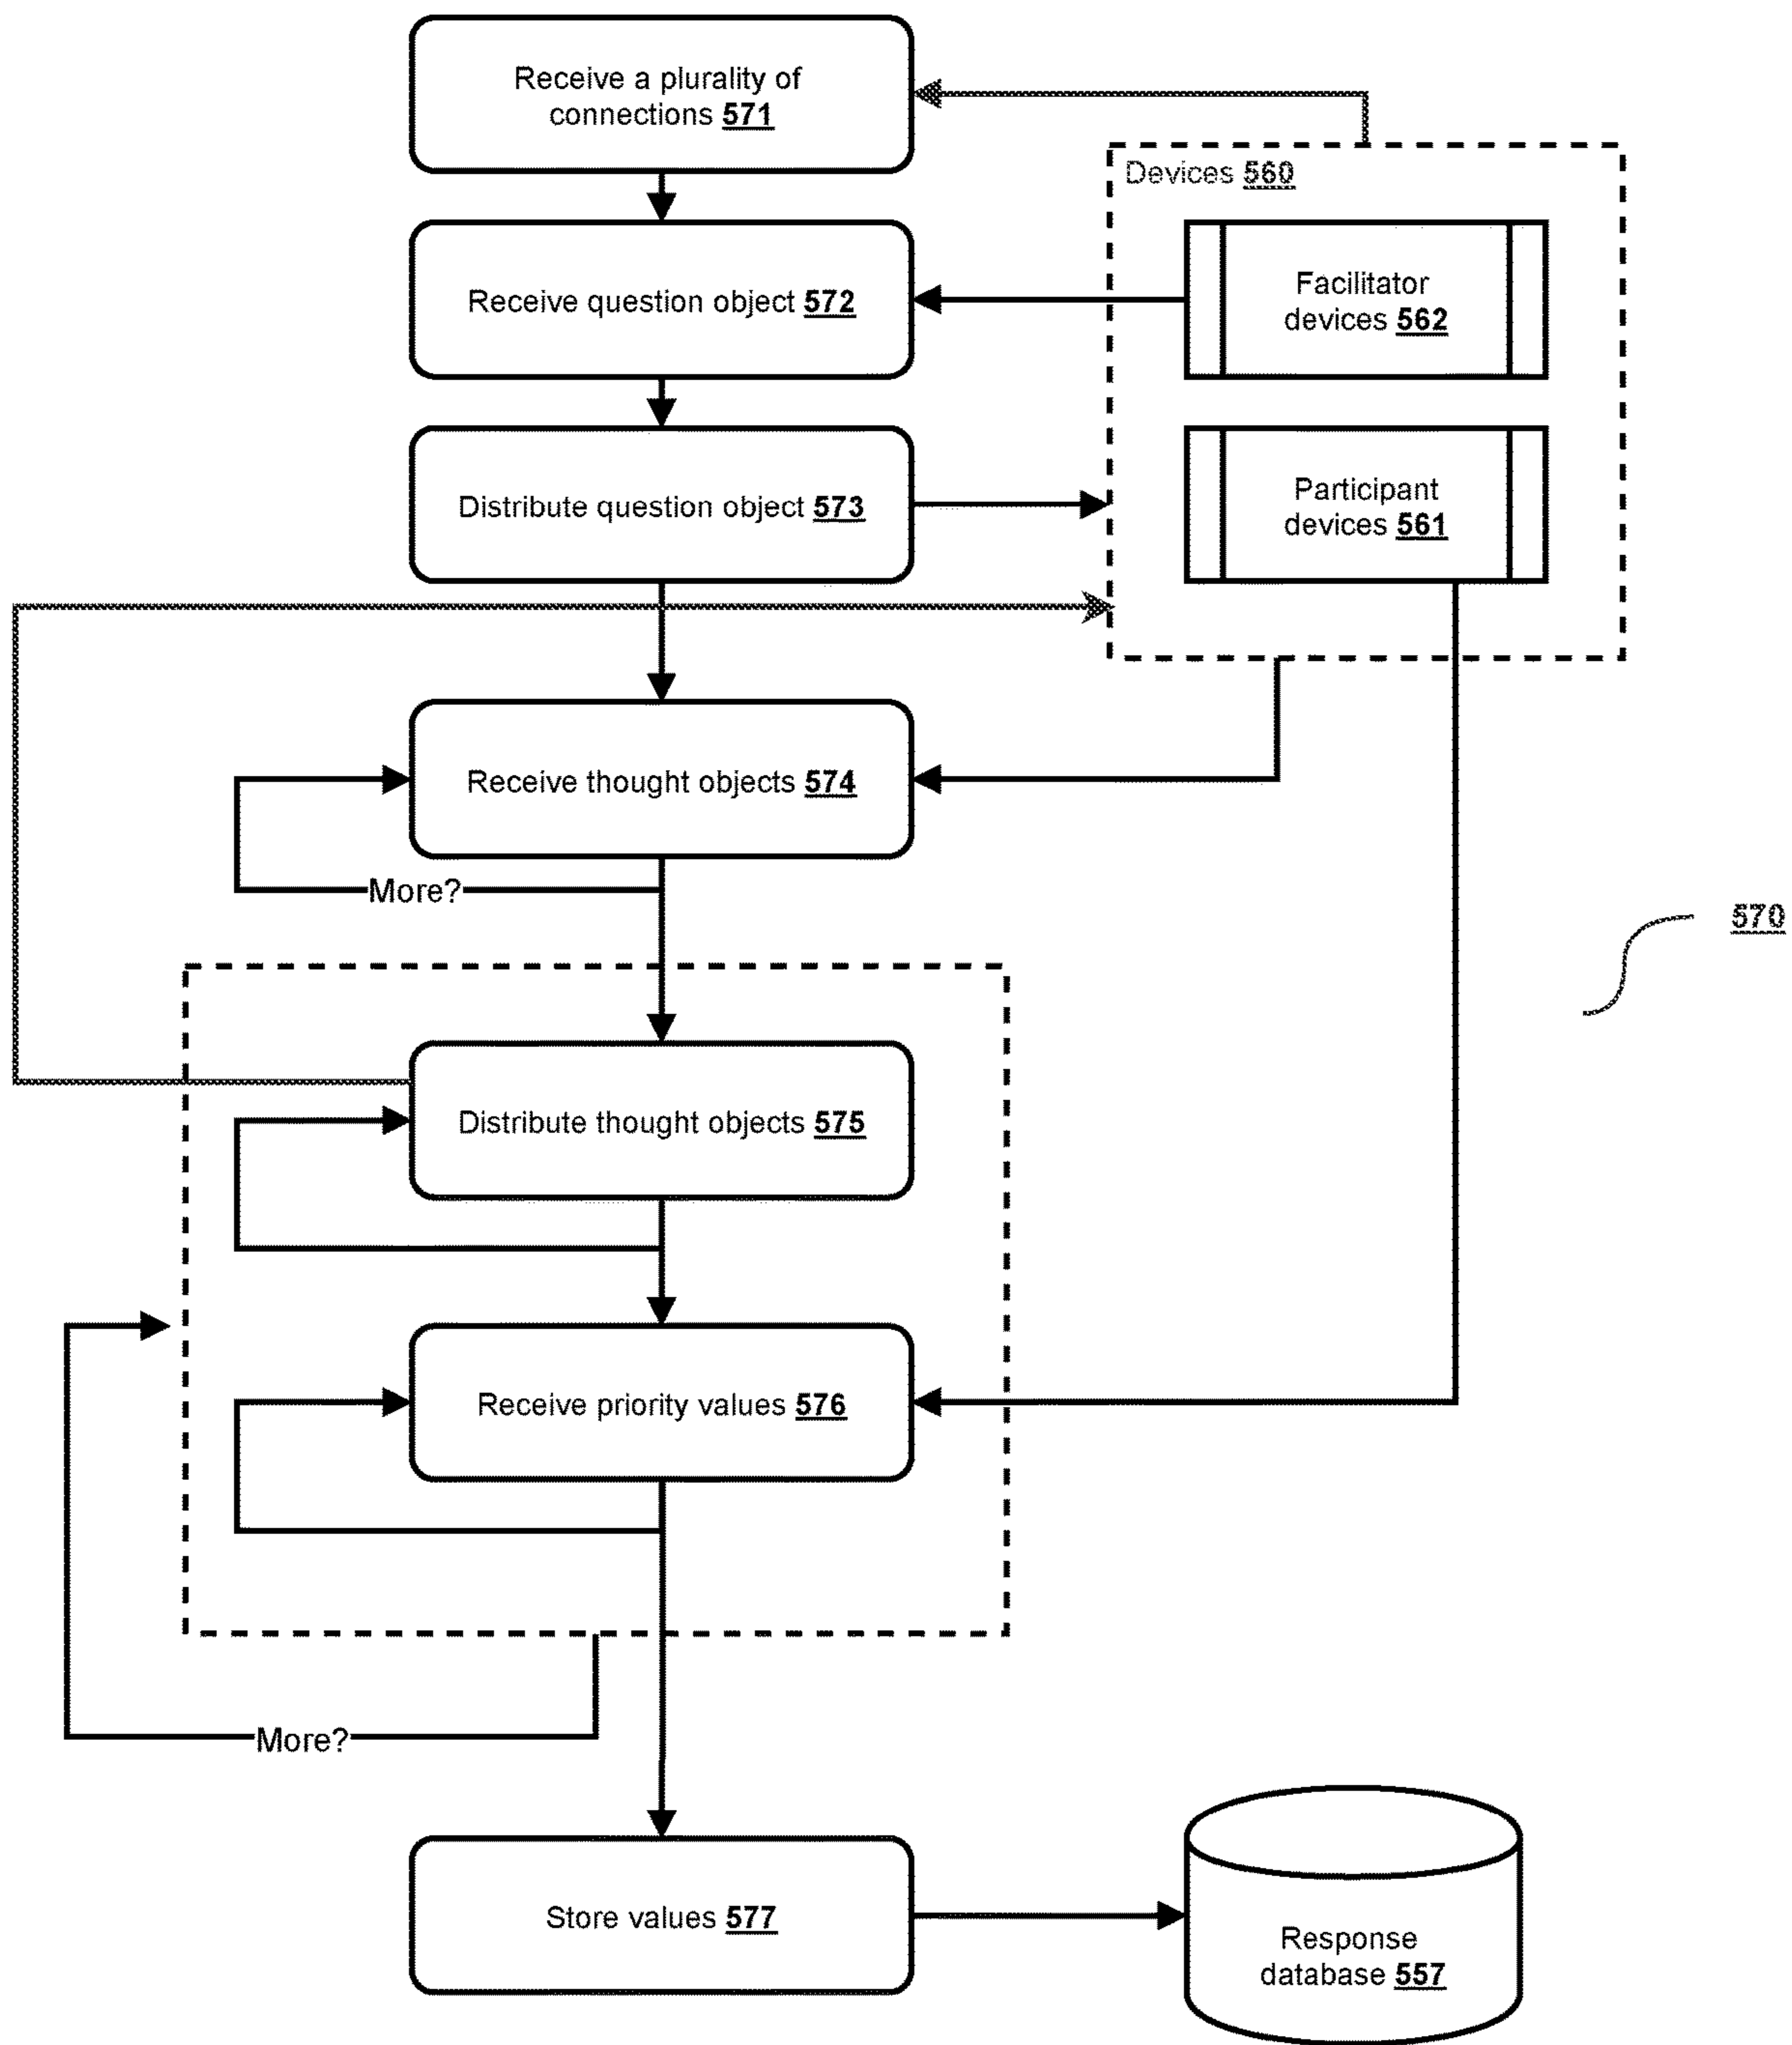 Receive a plurality of
connections 571
Devices 560
Receive question object 572
Facilitator
devices 562
Distribute question object 573
Participant
devices 561
Receive thought objects 574
More?
570
Distribute thought objects 575
Receive priority values 576
More?
Store values 577
Response
database 557